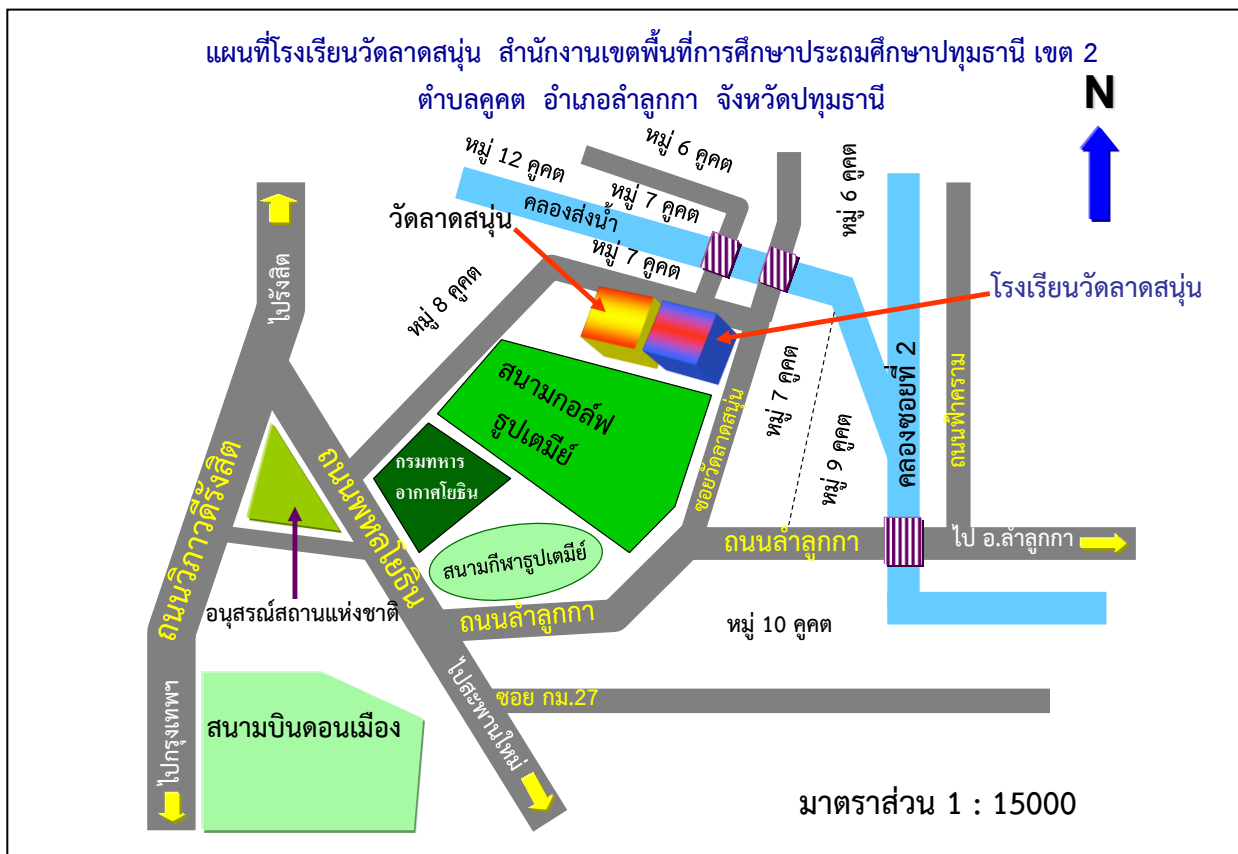 แผนที่โรงเรียนวัดลาดสนุ่น สำนักงานเขตพื้นที่การศึกษาประถมศึกษาปทุมธานี เขต 2
ตำบลคูคต อำเภอลำลูกกา จังหวัดปทุมธานี
N
หมู่ 6 คูคต
หมู่ 12 คูคต
หมู่ 6 คูคต
หมู่ 7 คูคต
คลองส่งน้ำ
วัดลาดสนุ่น
หมู่ 7 คูคต
โรงเรียนวัดลาดสนุ่น
หมู่ 8 คูคต
ไปรังสิต
สนามกอล์ฟ
ธูปเตมีย์
หมู่ 7 คูคต
คลองซอยที่ 2
ถนนฟ้าคราม
ซอยวัดลาดสนุ่น
หมู่ 9 คูคต
กรมทหาร
อากาศโยธิน
ถนนวิภาวดีรังสิต
ถนนพหลโยธิน
สนามกีฬาธูปเตมีย์
ถนนลำลูกกา
ไป อ.ลำลูกกา
อนุสรณ์สถานแห่งชาติ
ถนนลำลูกกา
หมู่ 10 คูคต
ไปสะพานใหม่
ซอย กม.27
สนามบินดอนเมือง
ไปกรุงเทพฯ
มาตราส่วน 1 : 15000